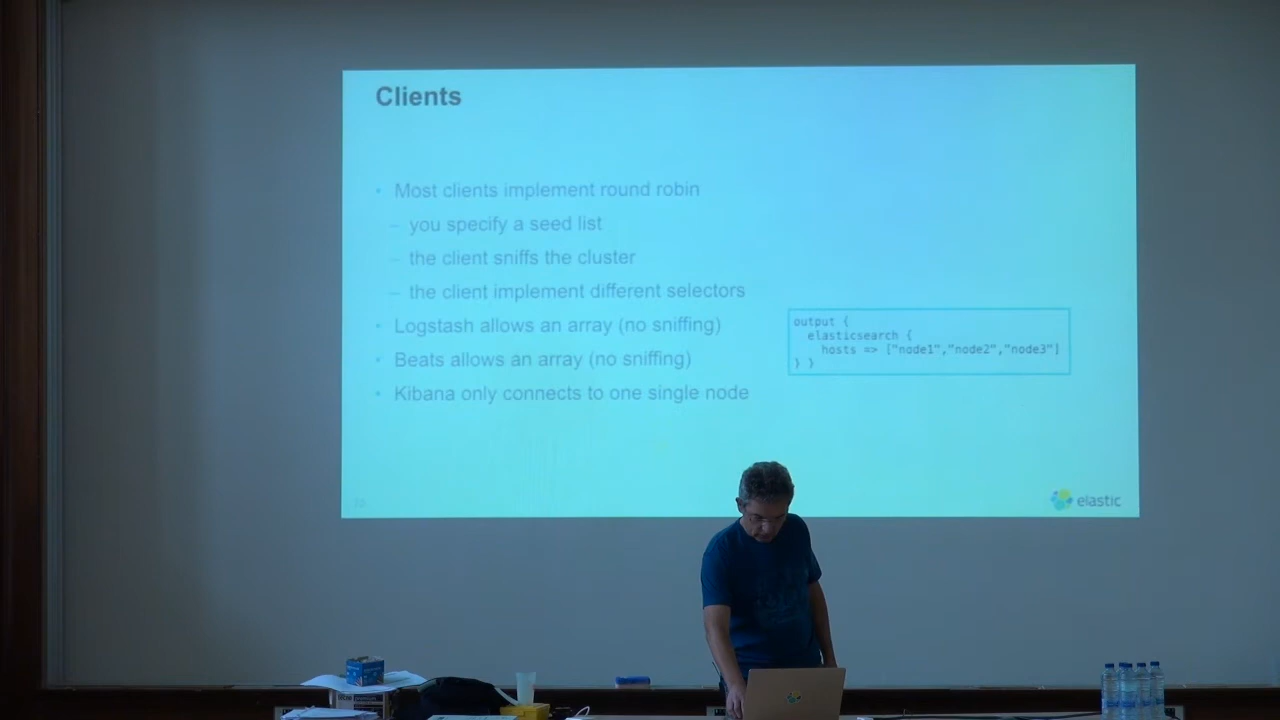 Clients
• Most clients implement round robin
– you specify a seed list
– the client sniffs the cluster
– the client implement different selectors
• Logstash allows an array (no sniffing)
• Beats allows an array (no sniffing)
• Kibana only connects to one single node
output {
elasticsearch {
hosts => ["node1","node2","node3"]
} }
elastic